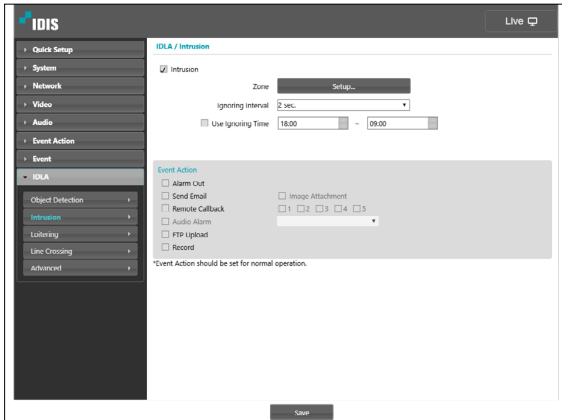 IDIS
Live
Quick Setup
System
Network
Video
Audio
Event Action
Event
IDLA
Object Detection
Intrusion
Loitering
Line Crossing
Advanced
IDLA / Intrusion
Intrusion
Zone Setup...
Ignoring Interval 2 sec.
Use Ignoring Time 18:00 ~ 09:00
Event Action
Alarm Out
Send Email Image Attachment
Remote Callback 1 2 3 4 5
Audio Alarm
FTP Upload
Record
*Event Action should be set for normal operation.
Save